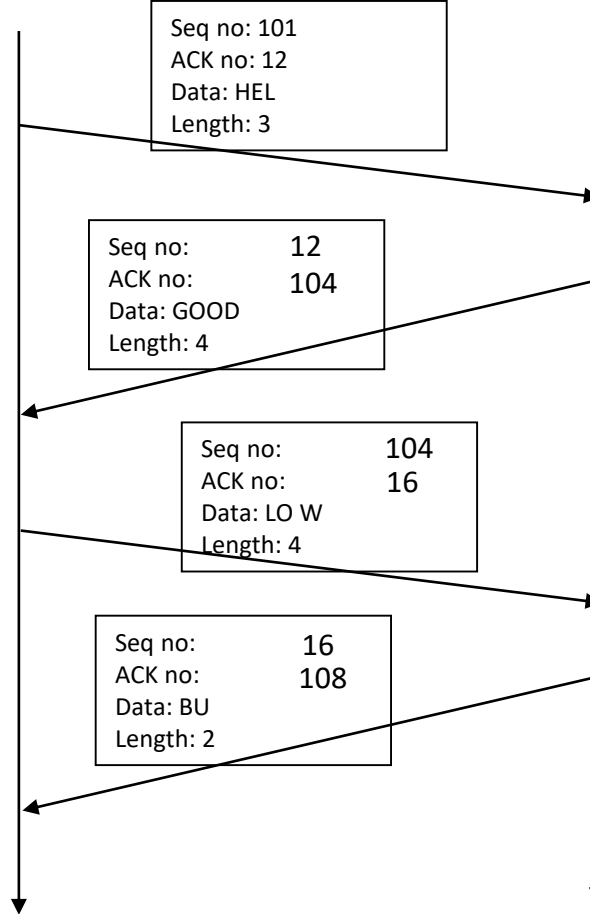 Seq no: 101
ACK no: 12
Data: HEL
Length: 3
Seq no: 12
ACK no: 104
Data: GOOD
Length: 4
Seq no: 104
ACK no: 16
Data: LO W
Length: 4
Seq no: 16
ACK no: 108
Data: BU
Length: 2